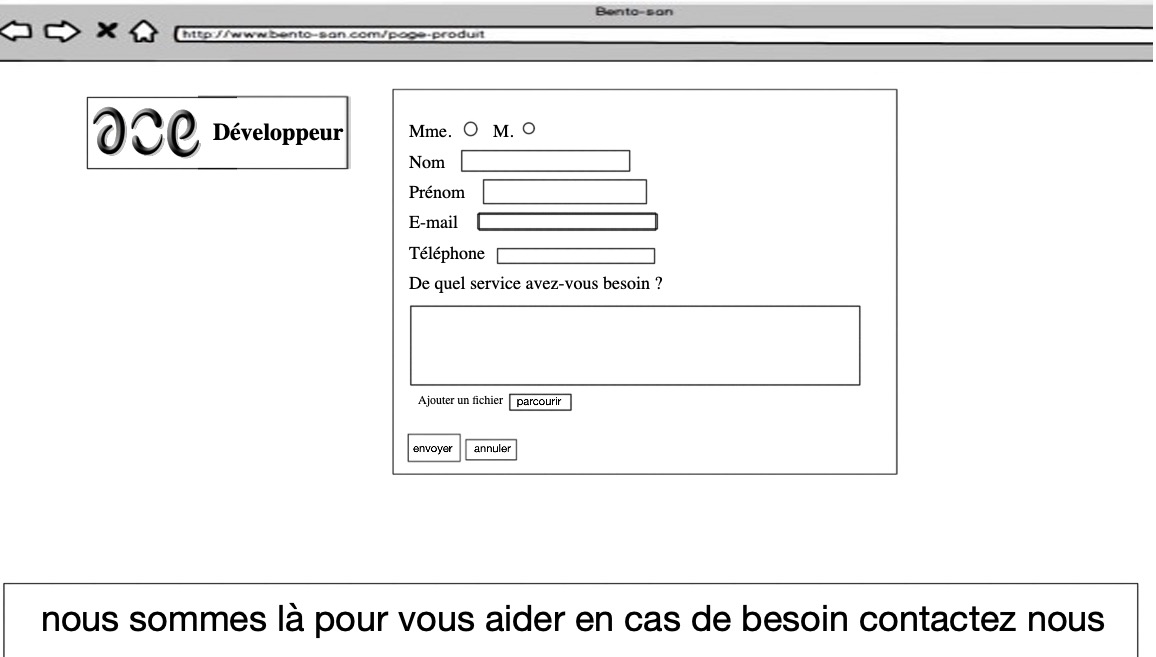 Bento-san
http://www.bento-san.com/page-produit
ace Développeur
Mme. M.
Nom
Prénom
E-mail
Téléphone
De quel service avez-vous besoin ?
Ajouter un fichier parcourir
envoyer annuler
nous sommes là pour vous aider en cas de besoin contactez nous